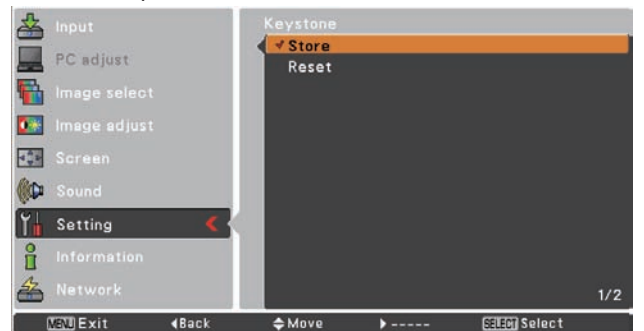 Input
PC adjust
Image select
Image adjust
Screen
Sound
Setting
Information
Network
Keystone
✔Store
Reset
1/2
MENU Exit ◀Back ▲▼Move ▶----- SELECT Select